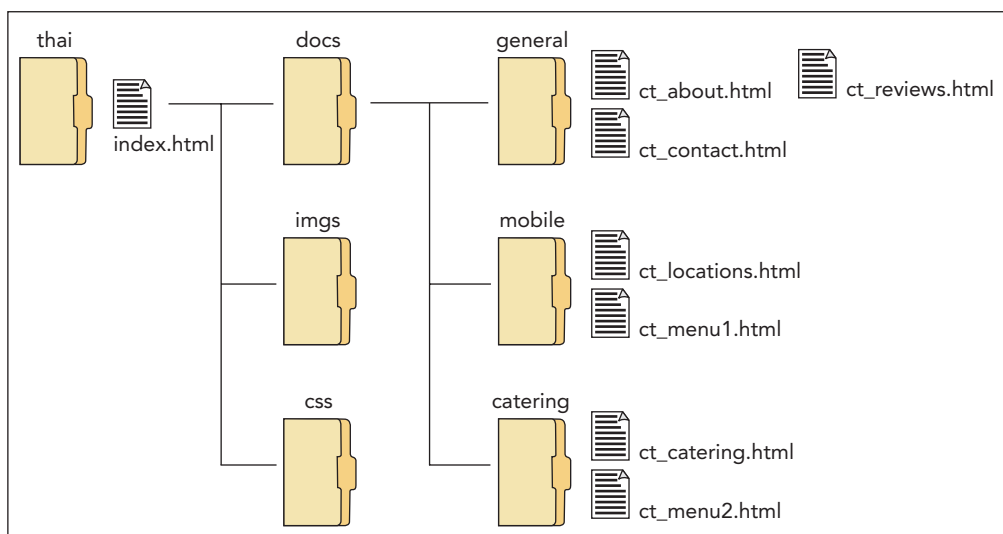 thai
docs
general
index.html
ct_about.html
ct_reviews.html
ct_contact.html
imgs
mobile
ct_locations.html
ct_menu1.html
css
catering
ct_catering.html
ct_menu2.html